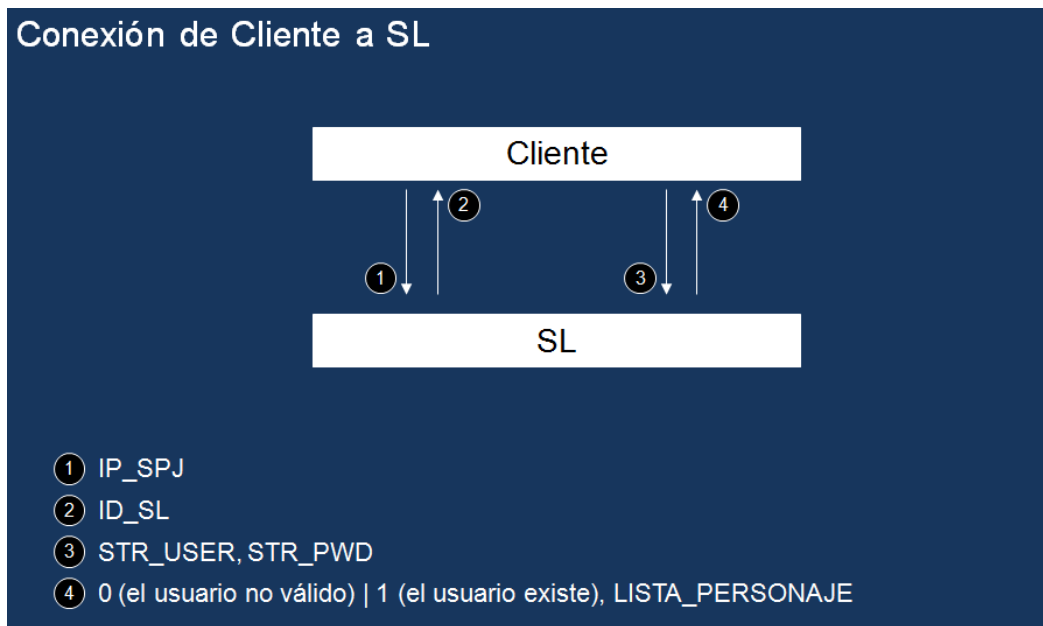 Conexión de Cliente a SL
Cliente
2
4
1
3
SL
1 IP_SPJ
2 ID_SL
3 STR_USER, STR_PWD
4 0 (el usuario no válido) | 1 (el usuario existe), LISTA_PERSONAJE